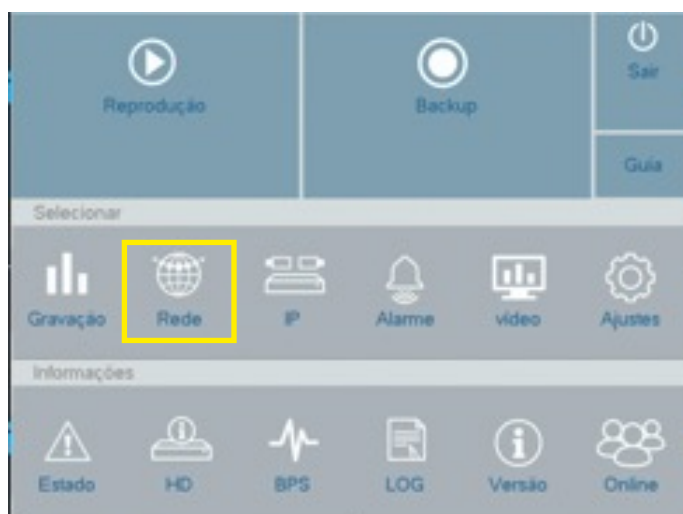 Reprodução
Backup
Sair
Guia
Selecionar
Gravação
Rede
IP
Alarme
vídeo
Ajustes
Informações
Estado
HD
BPS
LOG
Versão
Online